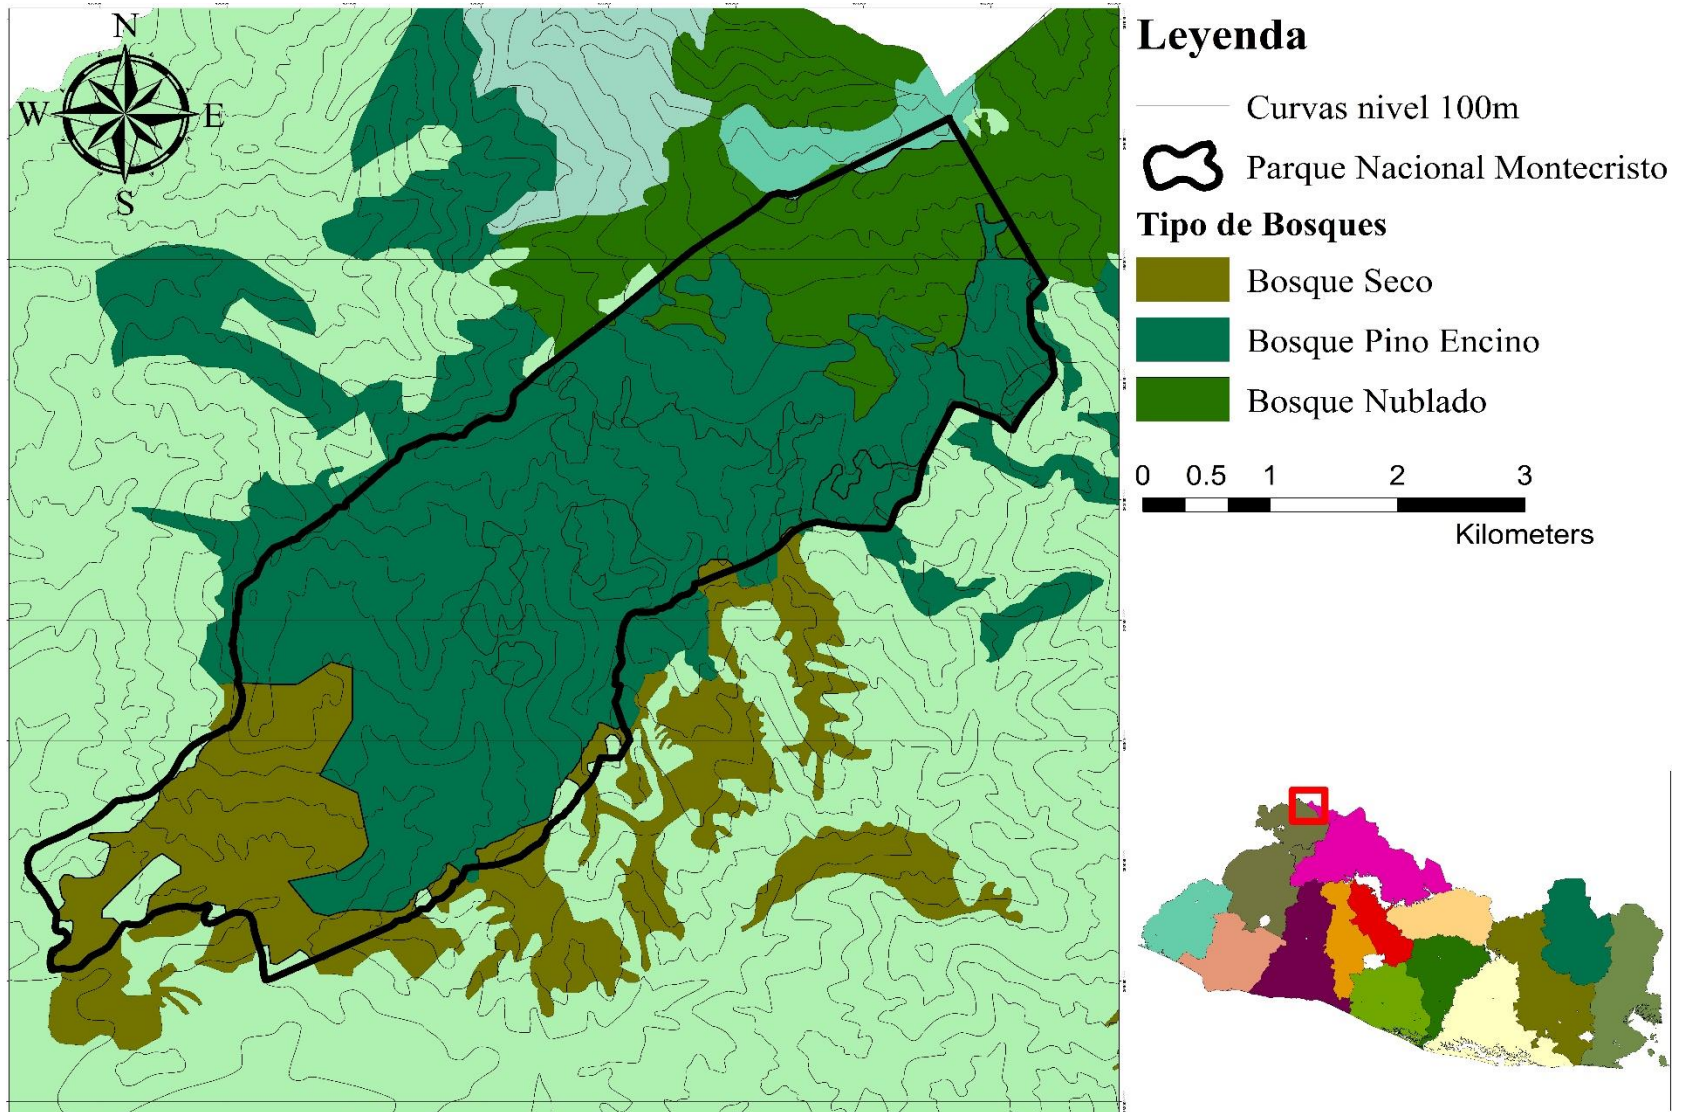 N
W
E
S
Leyenda
Curvas nivel 100m
Parque Nacional Montecristo
Tipo de Bosques
Bosque Seco
Bosque Pino Encino
Bosque Nublado
0 0.5 1 2 3
Kilometers